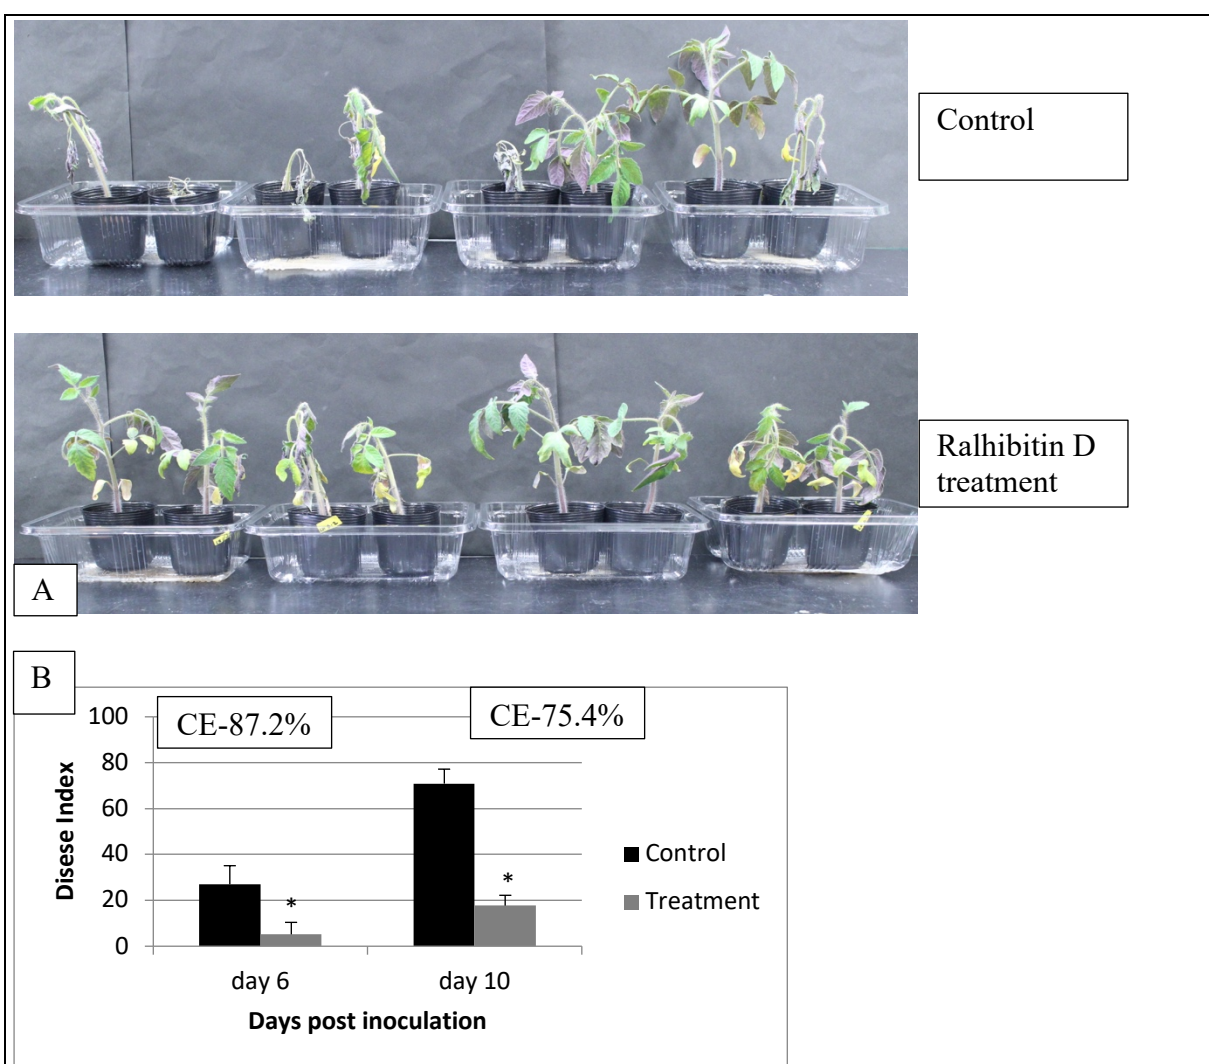 Control
Ralhibitin D
treatment
A
B
CE-87.2%
CE-75.4%
100
80
60
40
20
0
Disese Index
*
*
Control
Treatment
day 6
day 10
Days post inoculation